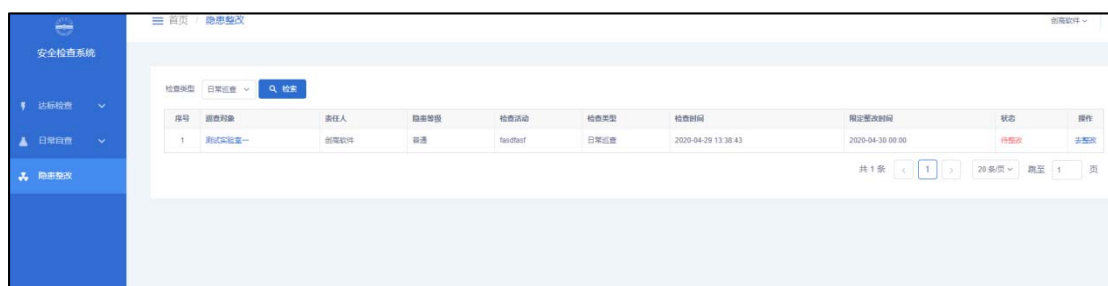 首页 / 隐患整改
创高软件
安全检查系统
达标检查
日常自查
隐患整改
检查类型 日常巡查 检索
序号 巡查对象 责任人 隐患等级 检查活动 检查类型 检查时间 限定整改时间 状态 操作
1 测试实验室一 创高软件 普通 fasdfasf 日常巡查 2020-04-29 13:38:43 2020-04-30 00:00 待整改 去整改
共 1 条 < 1 > 20 条/页 跳至 1 页